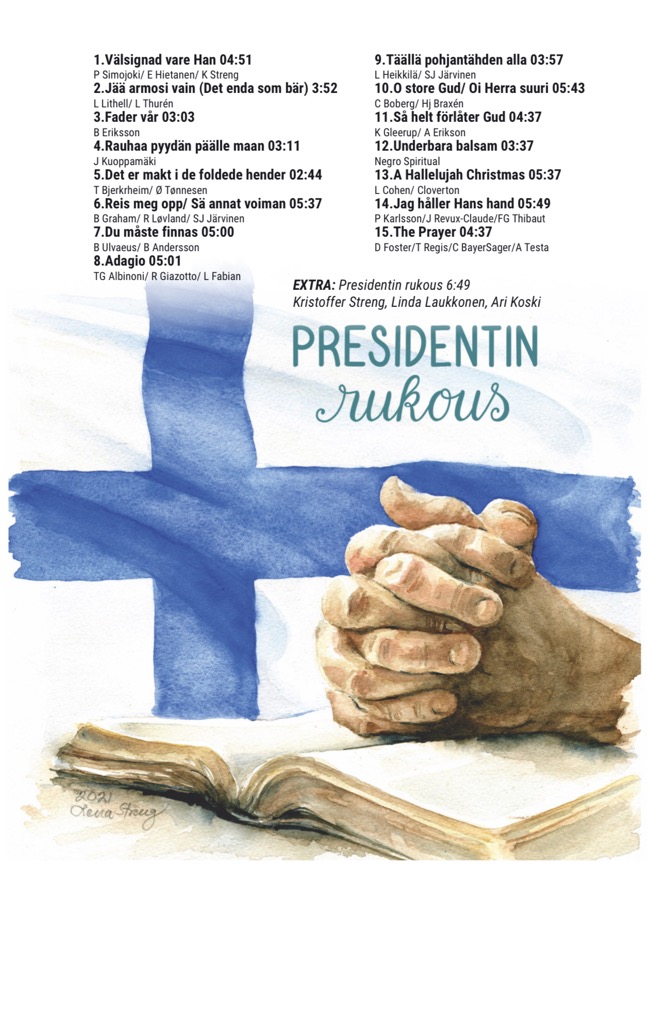 1.Välsignad vare Han 04:51
P Simojoki/ E Hietanen/ K Streng
2.Jää armosi vain (Det enda som bär) 3:52
L Lithell/ L Thurén
3.Fader vår 03:03
B Eriksson
4.Rauhaa pyydän päälle maan 03:11
J Kuoppamäki
5.Det er makt i de foldede hender 02:44
T Bjerkrheim/ Ø Tønnesen
6.Reis meg opp/ Sä annat voiman 05:37
B Graham/ R Løvland/ SJ Järvinen
7.Du måste finnas 05:00
B Ulvaeus/ B Andersson
8.Adagio 05:01
TG Albinoni/ R Giazotto/ L Fabian
9.Täällä pohjantähden alla 03:57
L Heikkilä/ SJ Järvinen
10.O store Gud/ Oi Herra suuri 05:43
C Boberg/ Hj Braxén
11.Så helt förlåter Gud 04:37
K Gleerup/ A Erikson
12.Underbara balsam 03:37
Negro Spiritual
13.A Hallelujah Christmas 05:37
L Cohen/ Cloverton
14.Jag håller Hans hand 05:49
P Karlsson/J Revux-Claude/FG Thibaut
15.The Prayer 04:37
D Foster/T Regis/C BayerSager/A Testa
EXTRA: Presidentin rukous 6:49
Kristoffer Streng, Linda Laukkonen, Ari Koski
PRESIDENTIN
rukous
2021
Lena Streng